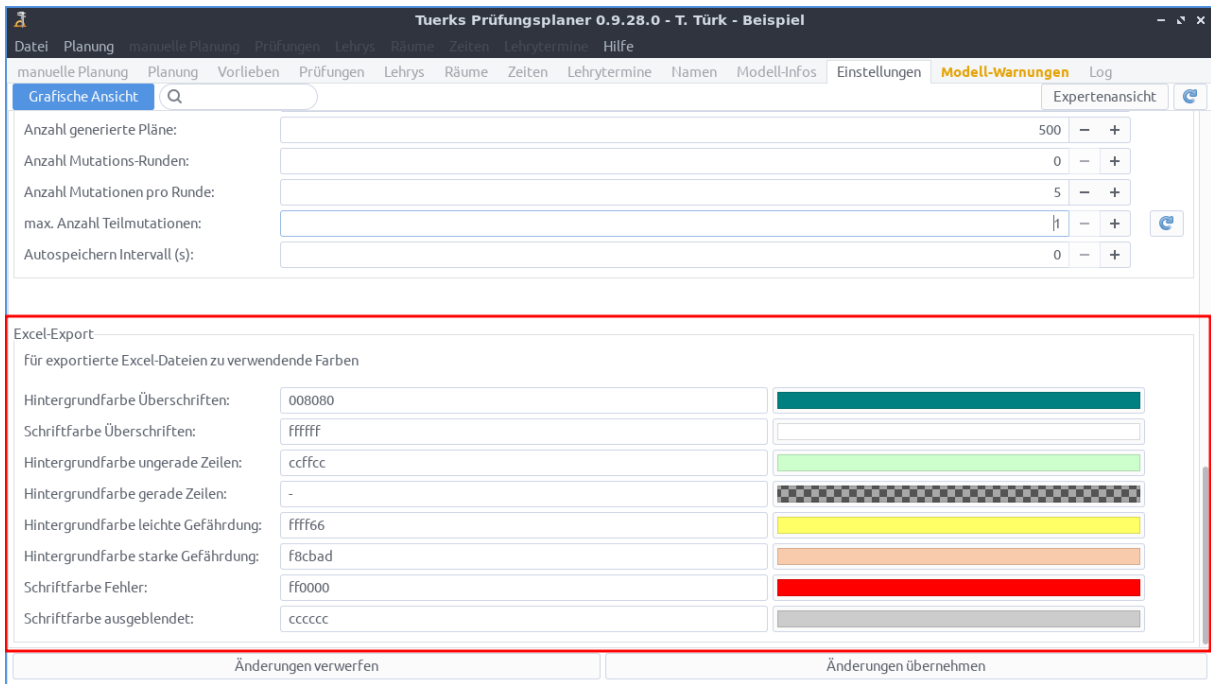 Tuerks Prüfungsplaner 0.9.28.0 - T. Türk - Beispiel
Datei Planung manuelle Planung Prüfungen Lehrys Räume Zeiten Lehrytermine Hilfe
manuelle Planung Planung Vorlieben Prüfungen Lehrys Räume Zeiten Lehrytermine Namen Modell-Infos Einstellungen Modell-Warnungen Log
Grafische Ansicht Expertenansicht
Anzahl generierte Pläne: 500 − +
Anzahl Mutations-Runden: 0 − +
Anzahl Mutationen pro Runde: 5 − +
max. Anzahl Teilmutationen: 1 − +
Autospeichern Intervall (s): 0 − +
Excel-Export
für exportierte Excel-Dateien zu verwendende Farben
Hintergrundfarbe Überschriften: 008080
Schriftfarbe Überschriften: ffffff
Hintergrundfarbe ungerade Zeilen: ccffcc
Hintergrundfarbe gerade Zeilen: -
Hintergrundfarbe leichte Gefährdung: ffff66
Hintergrundfarbe starke Gefährdung: f8cbad
Schriftfarbe Fehler: ff0000
Schriftfarbe ausgeblendet: cccccc
Änderungen verwerfen Änderungen übernehmen